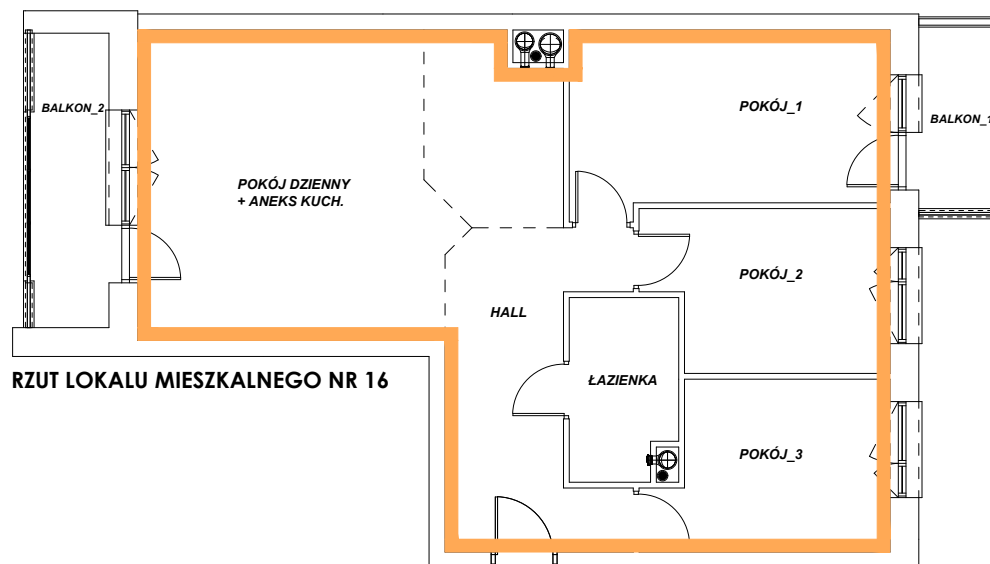 BALKON_2
POKÓJ_1
BALKON_1
POKÓJ DZIENNY
+ ANEKS KUCH.
POKÓJ_2
HALL
RZUT LOKALU MIESZKALNEGO NR 16
ŁAZIENKA
POKÓJ_3